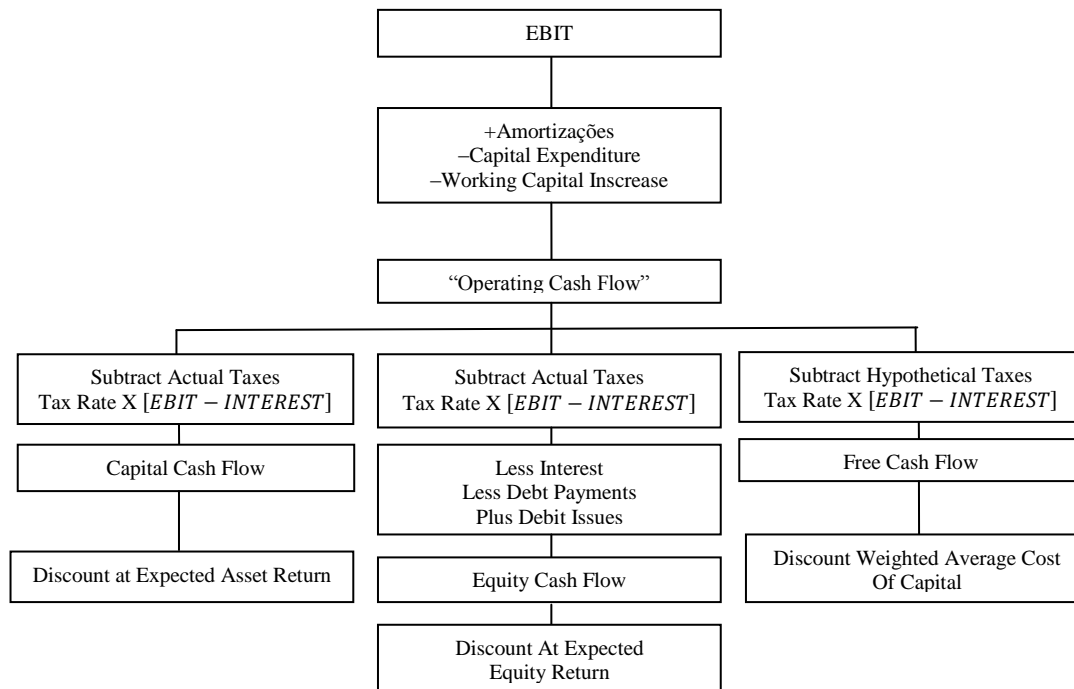 EBIT
+Amortizações
–Capital Expenditure
–Working Capital Inscrease
“Operating Cash Flow”
Subtract Actual Taxes
Tax Rate X [EBIT − INTEREST]
Capital Cash Flow
Discount at Expected Asset Return
Subtract Actual Taxes
Tax Rate X [EBIT − INTEREST]
Less Interest
Less Debt Payments
Plus Debit Issues
Equity Cash Flow
Discount At Expected
Equity Return
Subtract Hypothetical Taxes
Tax Rate X [EBIT − INTEREST]
Free Cash Flow
Discount Weighted Average Cost
Of Capital